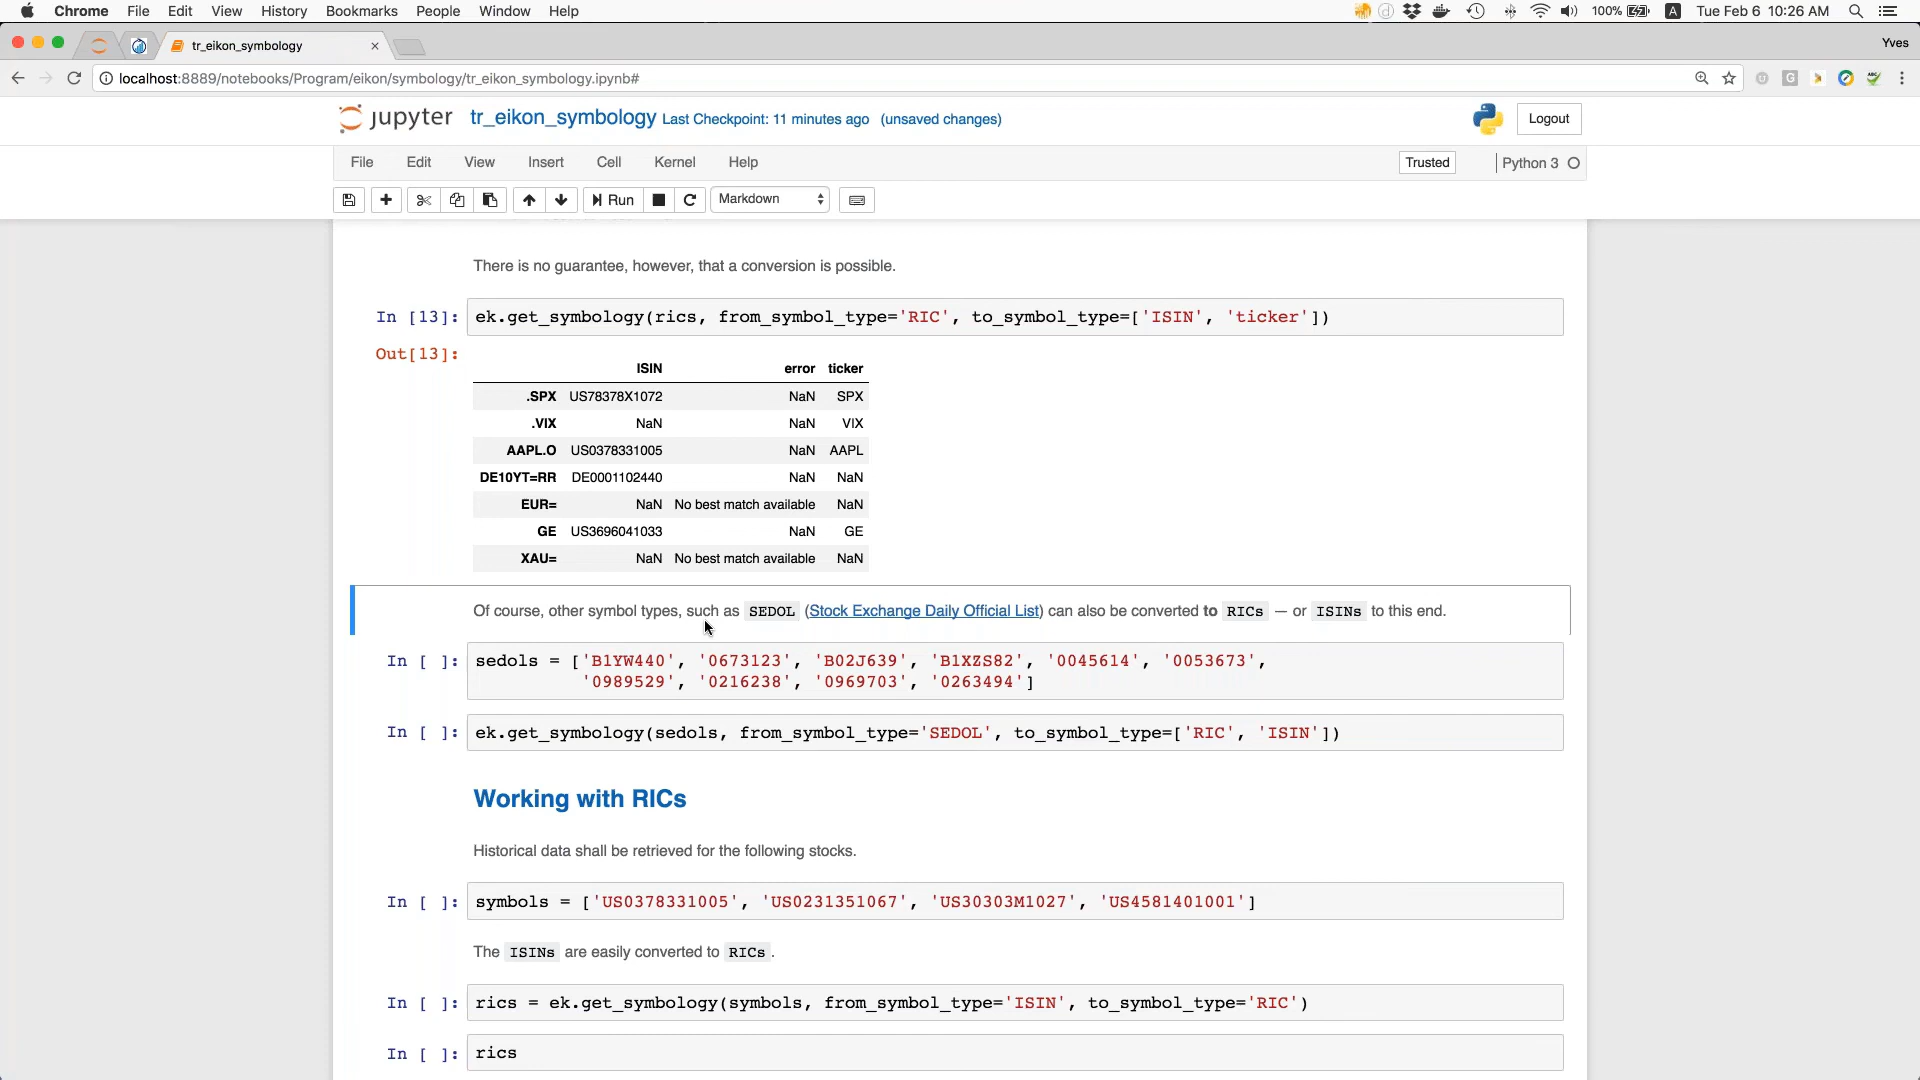 Chrome File Edit View History Bookmarks People Window Help 100% A Tue Feb 6 10:26 AM
tr_eikon_symbology Yves
localhost:8889/notebooks/Program/eikon/symbology/tr_eikon_symbology.ipynb#
jupyter tr_eikon_symbology Last Checkpoint: 11 minutes ago (unsaved changes) Logout
File Edit View Insert Cell Kernel Help Trusted Python 3
Run Markdown
There is no guarantee, however, that a conversion is possible.
In [13]: ek.get_symbology(rics, from_symbol_type='RIC', to_symbol_type=['ISIN', 'ticker'])
Out[13]:
ISIN error ticker
.SPX US78378X1072 NaN SPX
.VIX NaN NaN VIX
AAPL.O US0378331005 NaN AAPL
DE10YT=RR DE0001102440 NaN NaN
EUR= NaN No best match available NaN
GE US3696041033 NaN GE
XAU= NaN No best match available NaN
Of course, other symbol types, such as SEDOL (Stock Exchange Daily Official List) can also be converted to RICs — or ISINs to this end.
In [ ]: sedols = ['B1YW440', '0673123', 'B02J639', 'B1XZS82', '0045614', '0053673',
'0989529', '0216238', '0969703', '0263494']
In [ ]: ek.get_symbology(sedols, from_symbol_type='SEDOL', to_symbol_type=['RIC', 'ISIN'])
Working with RICs
Historical data shall be retrieved for the following stocks.
In [ ]: symbols = ['US0378331005', 'US0231351067', 'US30303M1027', 'US4581401001']
The ISINs are easily converted to RICs.
In [ ]: rics = ek.get_symbology(symbols, from_symbol_type='ISIN', to_symbol_type='RIC')
In [ ]: rics